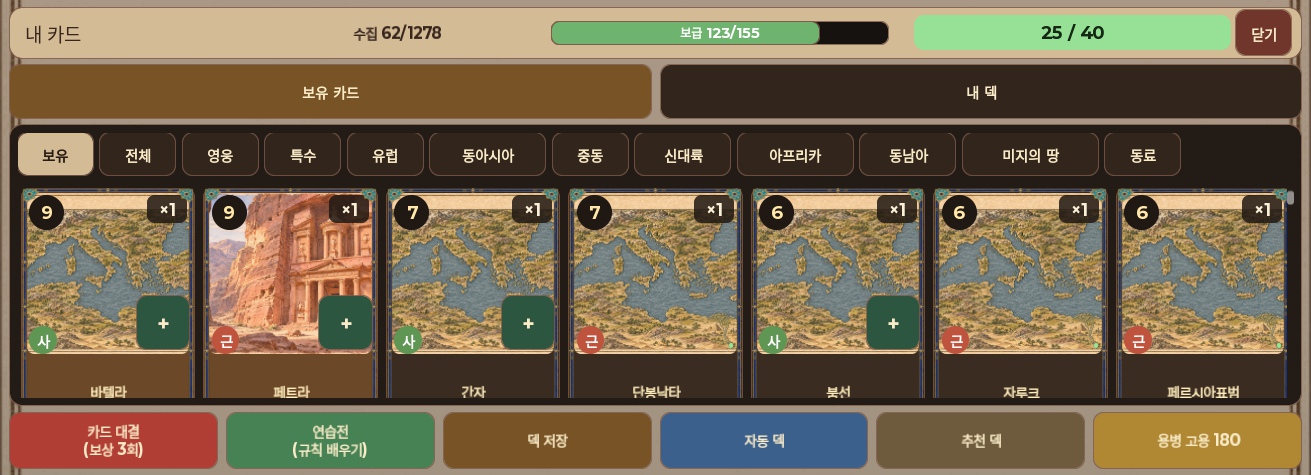 내 카드
수집 62/1278
보급 123/155
25 / 40
닫기
보유 카드
내 덱
보유
전체
영웅
특수
유럽
동아시아
중동
신대륙
아프리카
동남아
미지의 땅
동료
9
×1
9
×1
7
×1
7
×1
6
×1
6
×1
6
×1
+
+
+
+
사
근
사
근
사
근
근
바텔라
페트라
간자
단봉낙타
붐선
자루크
페르시아표범
카드 대결
(보상 3회)
연습전
(규칙 배우기)
덱 저장
자동 덱
추천 덱
용병 고용 180